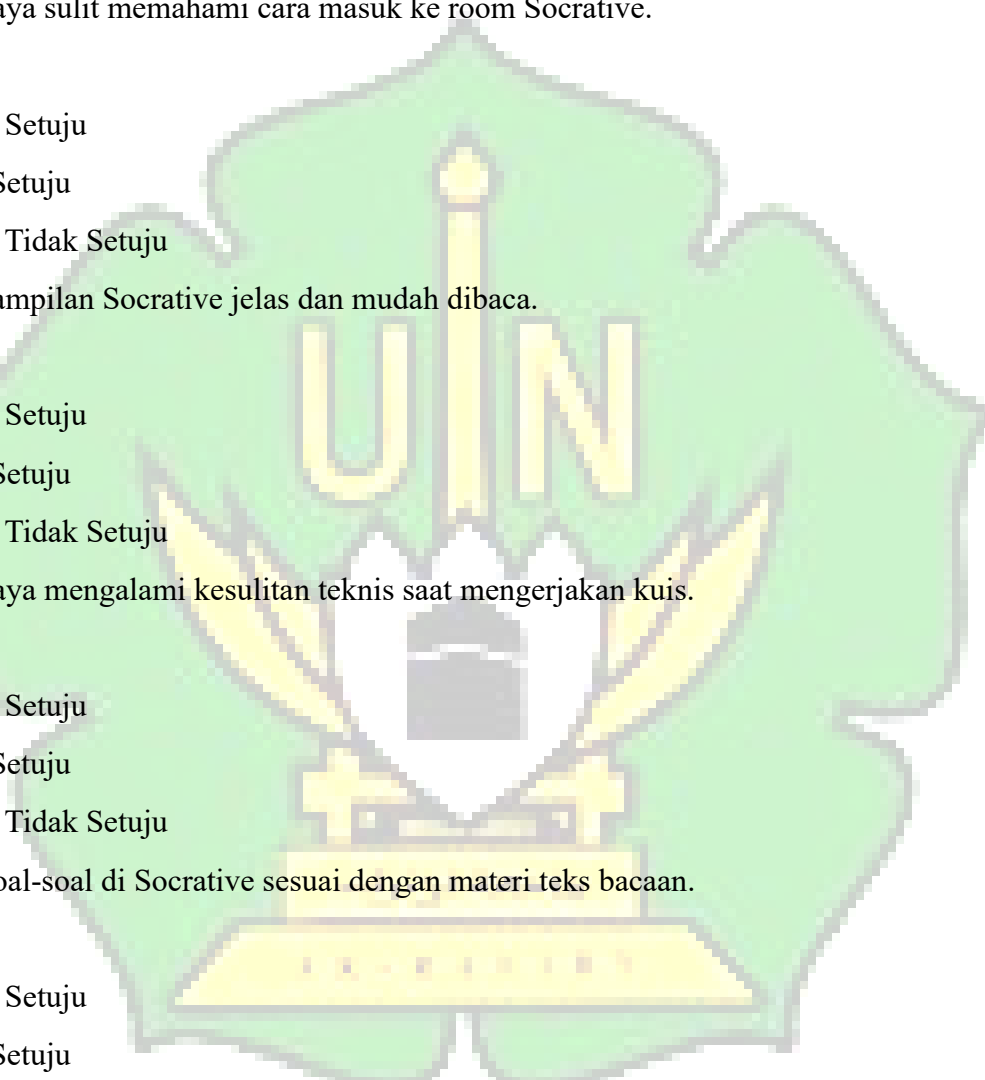 aya sulit memahami cara masuk ke room Socrative.
Setuju
Setuju
Tidak Setuju
ampilan Socrative jelas dan mudah dibaca.
Setuju
Setuju
Tidak Setuju
aya mengalami kesulitan teknis saat mengerjakan kuis.
Setuju
Setuju
Tidak Setuju
oal-soal di Socrative sesuai dengan materi teks bacaan.
Setuju
Setuju
UIN